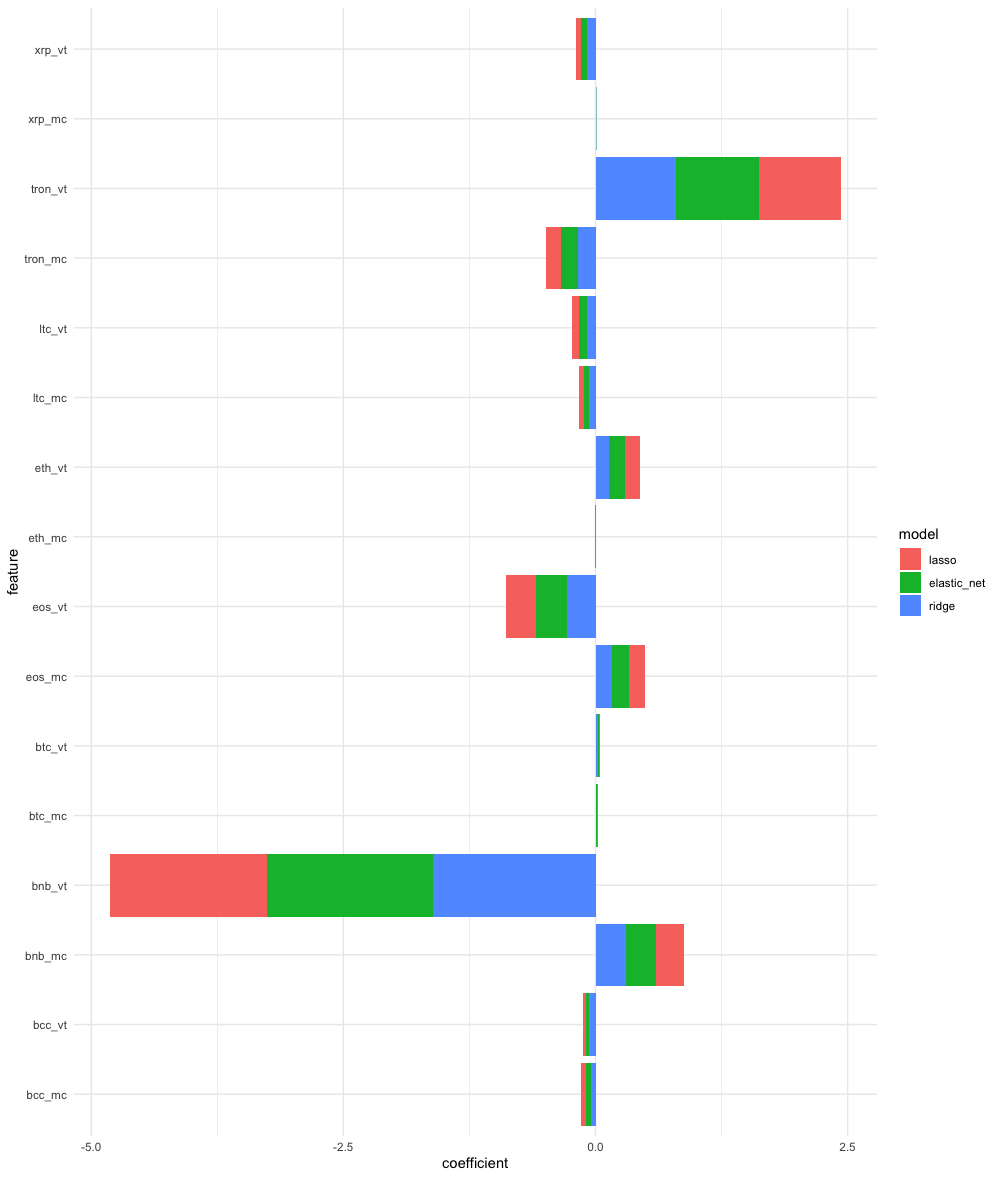 xrp_vt
xrp_mc
tron_vt
tron_mc
ltc_vt
ltc_mc
eth_vt
eth_mc
eos_vt
eos_mc
btc_vt
btc_mc
bnb_vt
bnb_mc
bcc_vt
bcc_mc
feature
-5.0 -2.5 0.0 2.5
coefficient
model
lasso
elastic_net
ridge